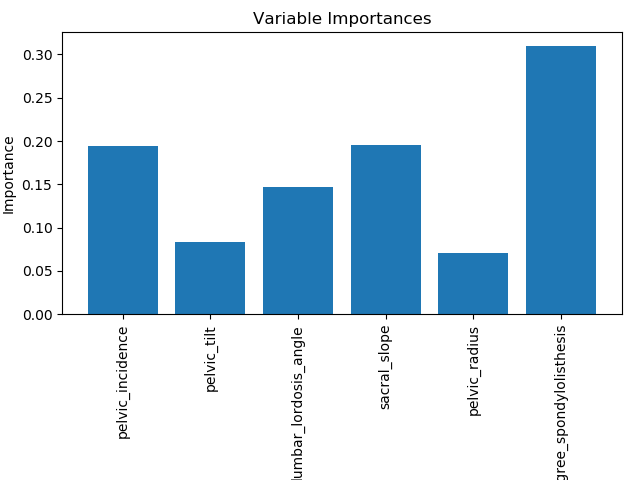 Variable Importances
Importance
0.30
0.25
0.20
0.15
0.10
0.05
0.00
pelvic_incidence
pelvic_tilt
lumbar_lordosis_angle
sacral_slope
pelvic_radius
gree_spondylolisthesis